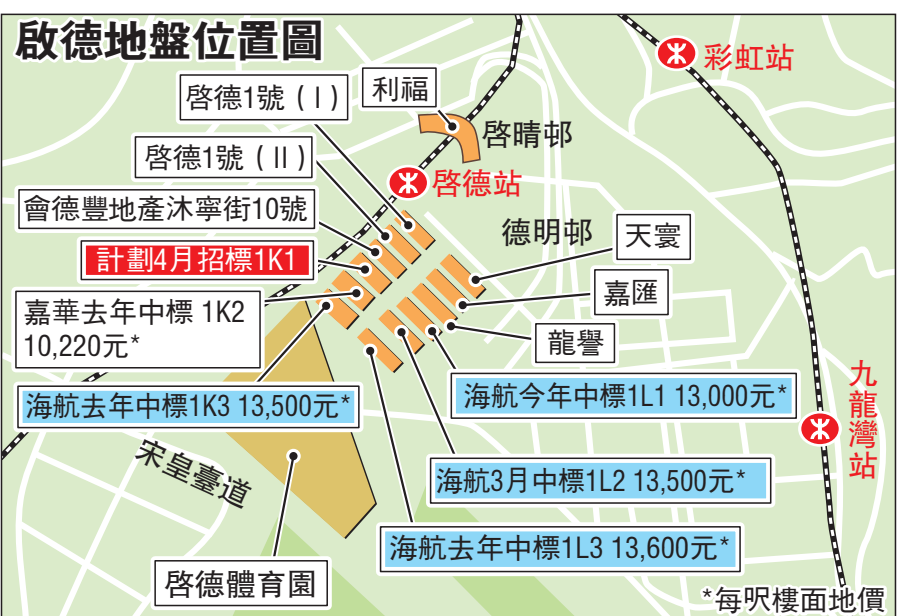 啟德地盤位置圖
彩虹站
利福
啓德1號 (I)
啓晴邨
啓德1號 (II)
啓德站
會德豐地產沐寧街10號
德明邨
天寰
計劃4月招標1K1
嘉匯
嘉華去年中標 1K2
10,220元*
龍譽
海航去年中標1K3 13,500元*
海航今年中標1L1 13,000元*
九龍灣站
宋皇臺道
海航3月中標1L2 13,500元*
海航去年中標1L3 13,600元*
啓德體育園
*每呎樓面地價